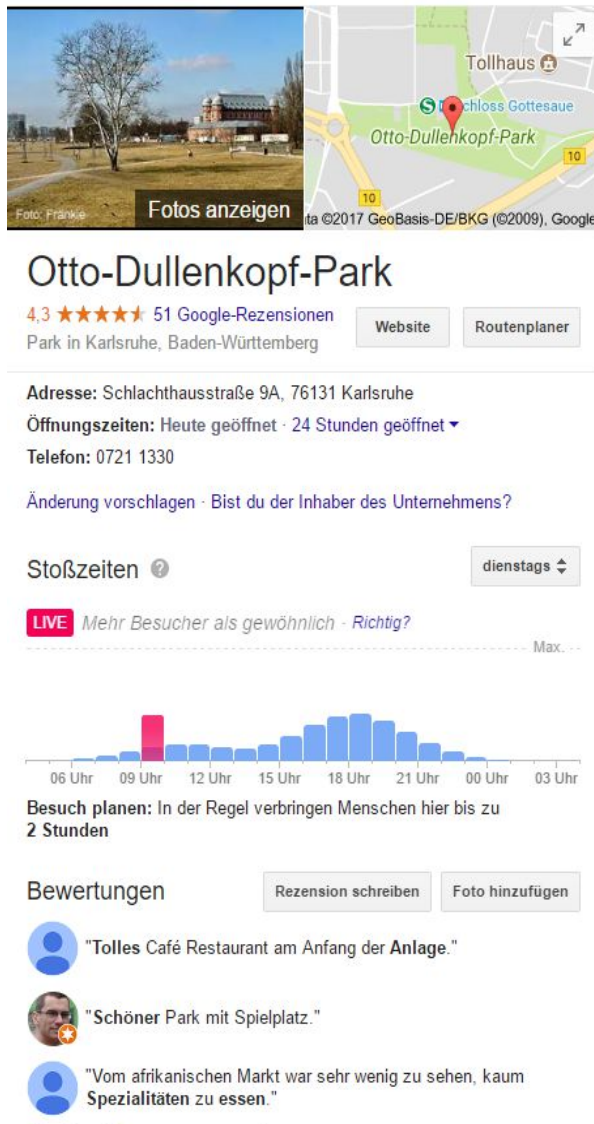 Tollhaus
Schloss Gottesaue
Otto-Dullenkopf-Park
10
10
Foto: Frankie
Fotos anzeigen
ta ©2017 GeoBasis-DE/BKG (©2009), Google
Otto-Dullenkopf-Park
4,3 51 Google-Rezensionen
Park in Karlsruhe, Baden-Württemberg
Website
Routenplaner
Adresse: Schlachthausstraße 9A, 76131 Karlsruhe
Öffnungszeiten: Heute geöffnet · 24 Stunden geöffnet
Telefon: 0721 1330
Änderung vorschlagen · Bist du der Inhaber des Unternehmens?
Stoßzeiten ?
dienstags
LIVE Mehr Besucher als gewöhnlich - Richtig?
Max.
06 Uhr 09 Uhr 12 Uhr 15 Uhr 18 Uhr 21 Uhr 00 Uhr 03 Uhr
Besuch planen: In der Regel verbringen Menschen hier bis zu
2 Stunden
Bewertungen
Rezension schreiben
Foto hinzufügen
"Tolles Café Restaurant am Anfang der Anlage."
"Schöner Park mit Spielplatz."
"Vom afrikanischen Markt war sehr wenig zu sehen, kaum
Spezialitäten zu essen."